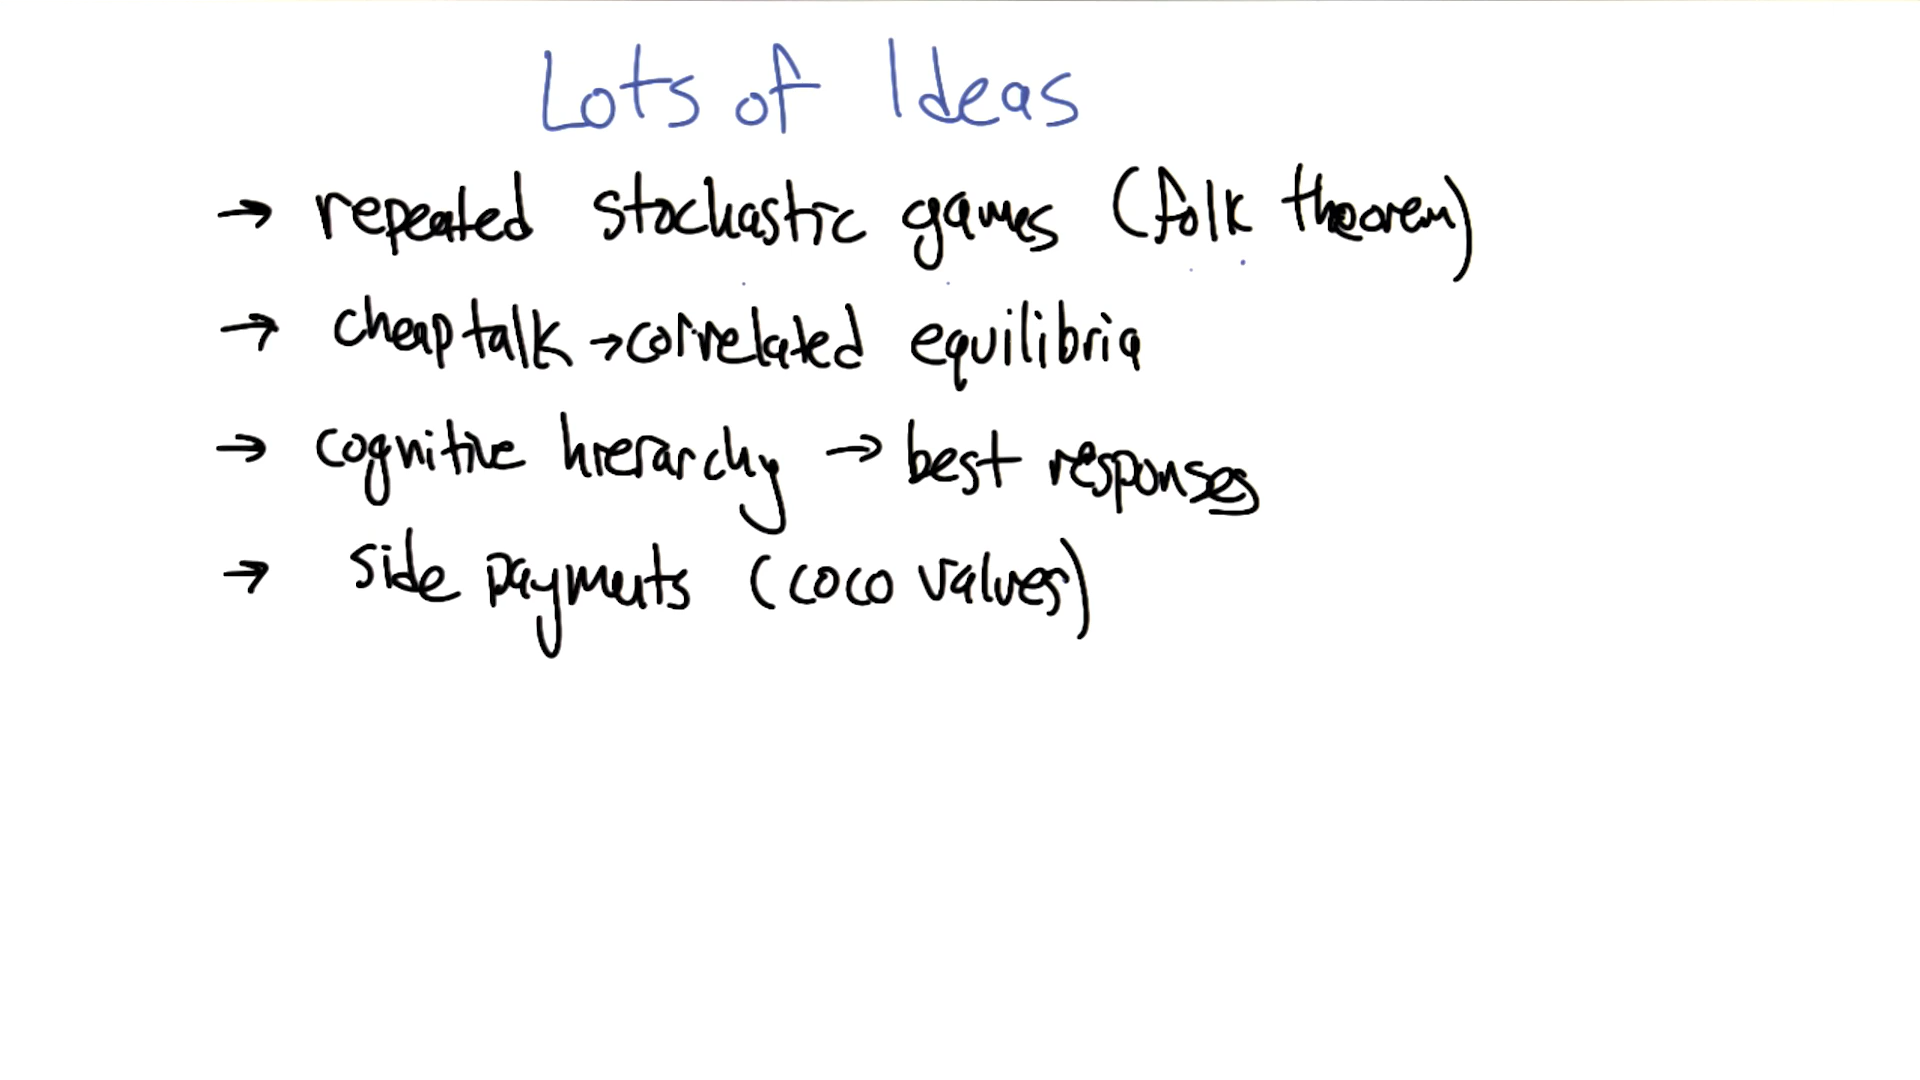 Lots of Ideas
→ repeated stochastic games (folk theorem)
→ cheap talk → correlated equilibria
→ cognitive hierarchy → best responses
→ side payments (coco values)